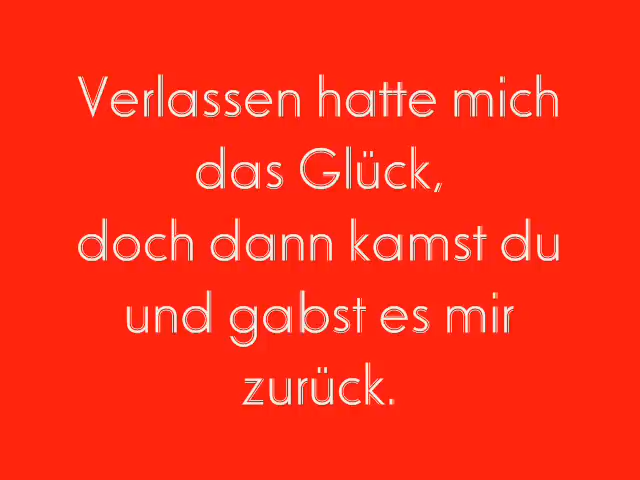 Verlassen hatte mich
das Glück,
doch dann kamst du
und gabst es mir
zurück.